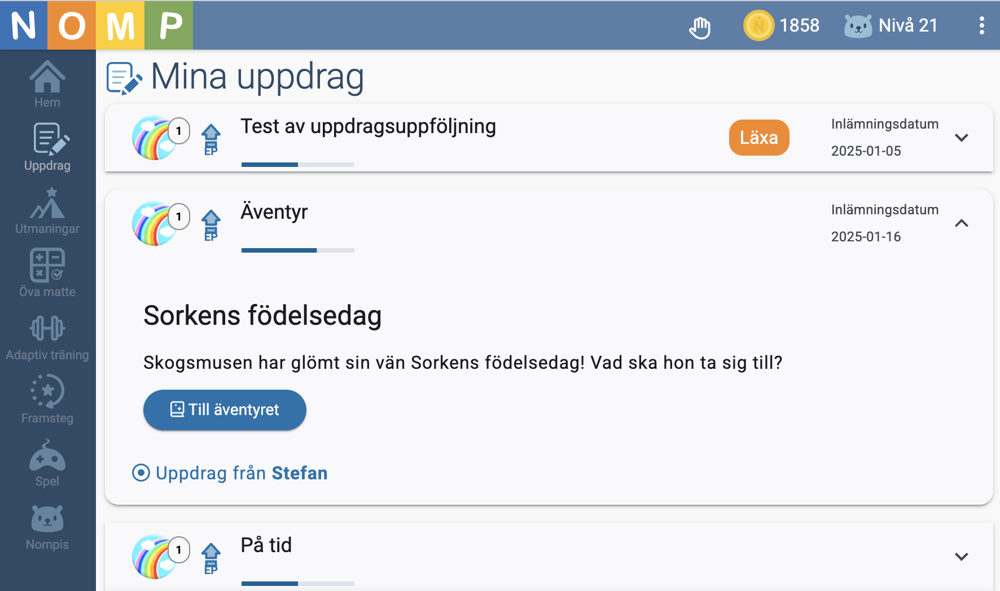 NOMP
1858
Nivå 21
Hem
Uppdrag
Utmaningar
Öva matte
Adaptiv träning
Framsteg
Spel
Nompis
Mina uppdrag
1
EP
Test av uppdragsuppföljning
Läxa
Inlämningsdatum
2025-01-05
1
EP
Äventyr
Inlämningsdatum
2025-01-16
Sorkens födelsedag
Skogsmusen har glömt sin vän Sorkens födelsedag! Vad ska hon ta sig till?
Till äventyret
Uppdrag från Stefan
1
EP
På tid